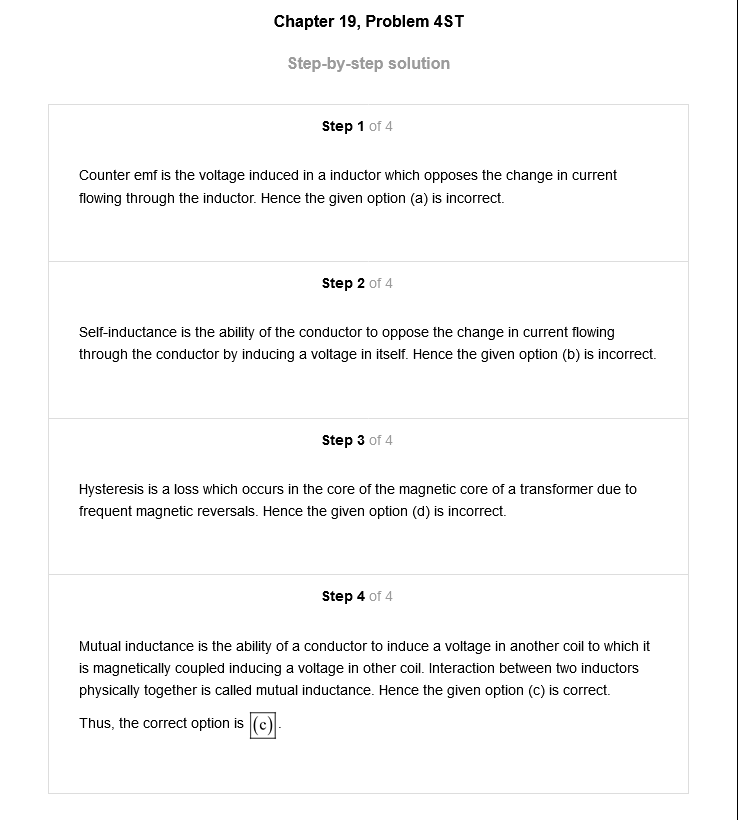 Chapter 19, Problem 4ST
Step-by-step solution
Step 1 of 4
Counter emf is the voltage induced in a inductor which opposes the change in current
flowing through the inductor. Hence the given option (a) is incorrect.
Step 2 of 4
Self-inductance is the ability of the conductor to oppose the change in current flowing
through the conductor by inducing a voltage in itself. Hence the given option (b) is incorrect.
Step 3 of 4
Hysteresis is a loss which occurs in the core of the magnetic core of a transformer due to
frequent magnetic reversals. Hence the given option (d) is incorrect.
Step 4 of 4
Mutual inductance is the ability of a conductor to induce a voltage in another coil to which it
is magnetically coupled inducing a voltage in other coil. Interaction between two inductors
physically together is called mutual inductance. Hence the given option (c) is correct.
Thus, the correct option is (c).